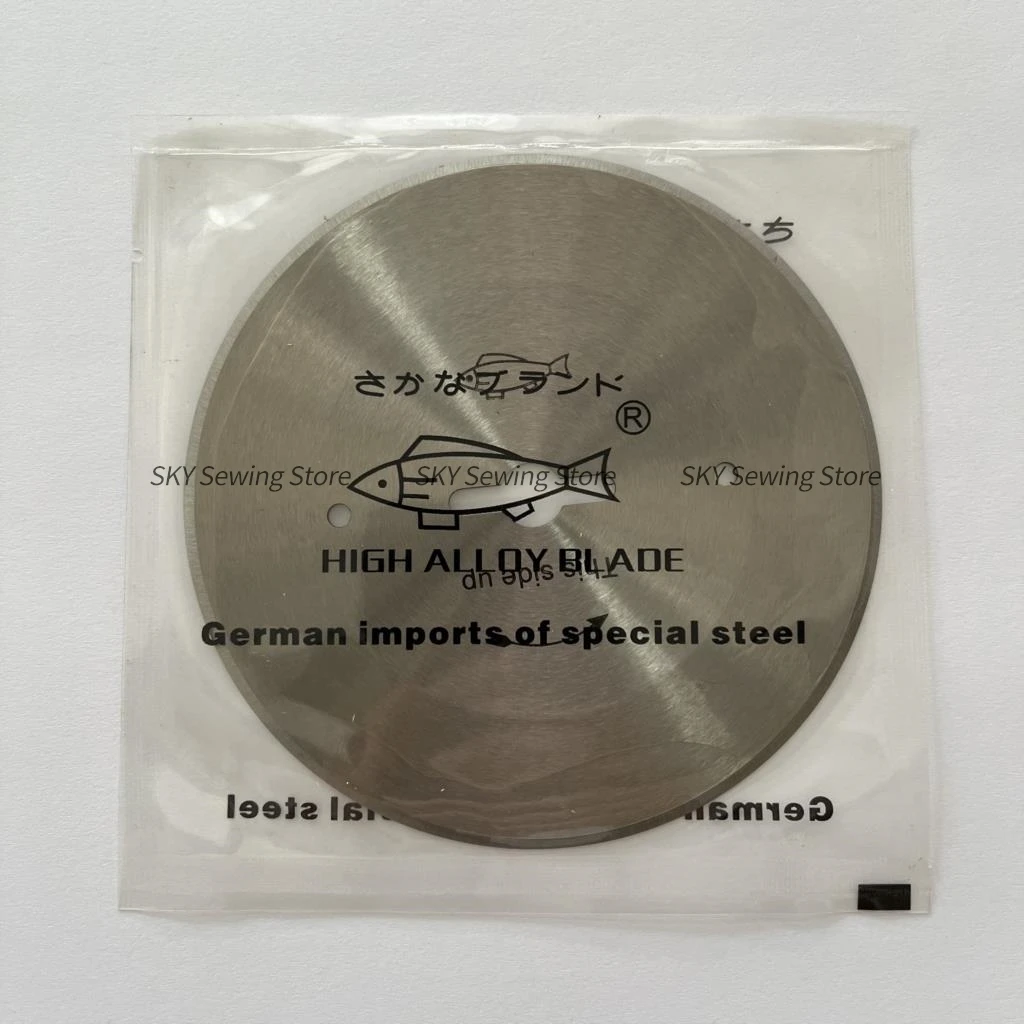 さかなブランド
®
SKY Sewing Store SKY Sewing Store SKY Sewing Store
HIGH ALLOY BLADE
This side up
German imports of special steel